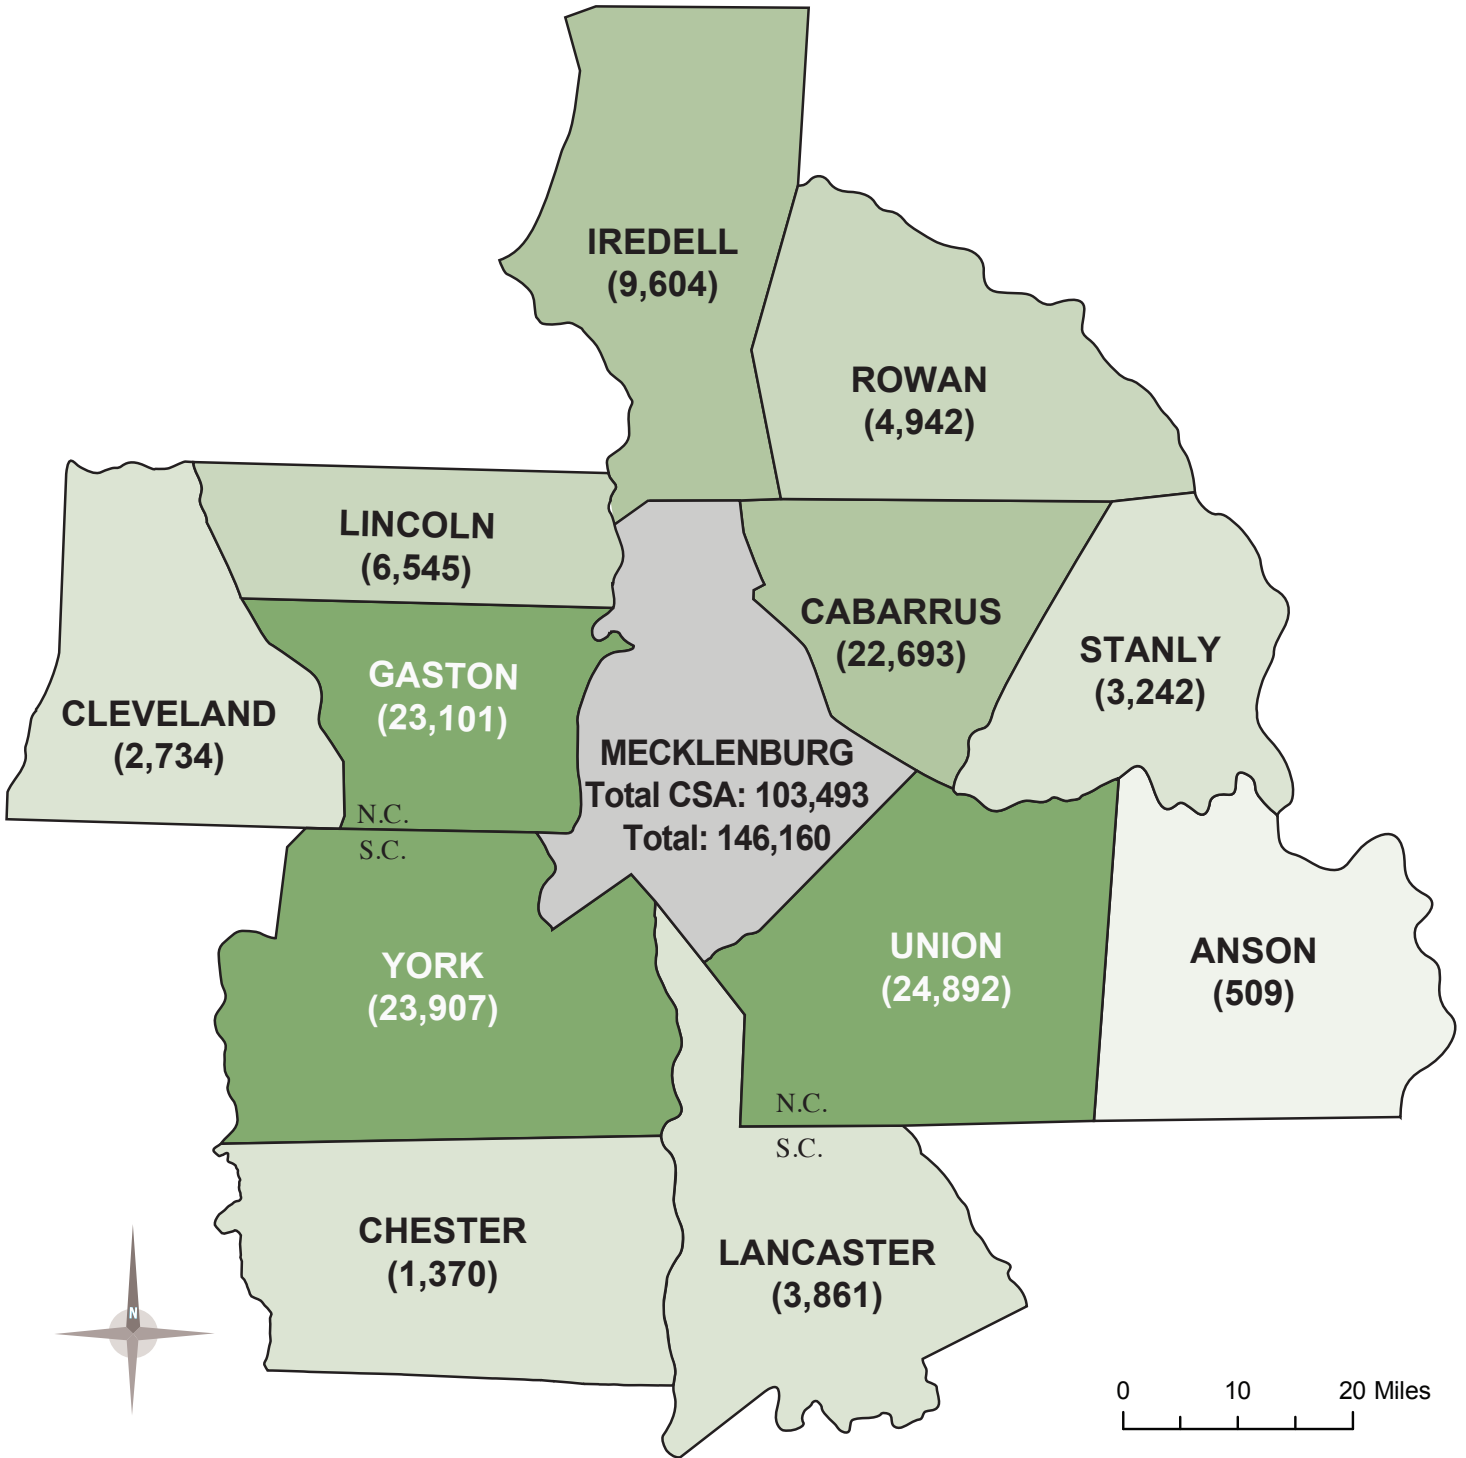 IREDELL
(9,604)
ROWAN
(4,942)
LINCOLN
(6,545)
CABARRUS
(22,693)
STANLY
(3,242)
GASTON
(23,101)
CLEVELAND
(2,734)
MECKLENBURG
Total CSA: 103,493
Total: 146,160
N.C.
S.C.
YORK
(23,907)
UNION
(24,892)
ANSON
(509)
N.C.
S.C.
CHESTER
(1,370)
LANCASTER
(3,861)
N
0 10 20 Miles